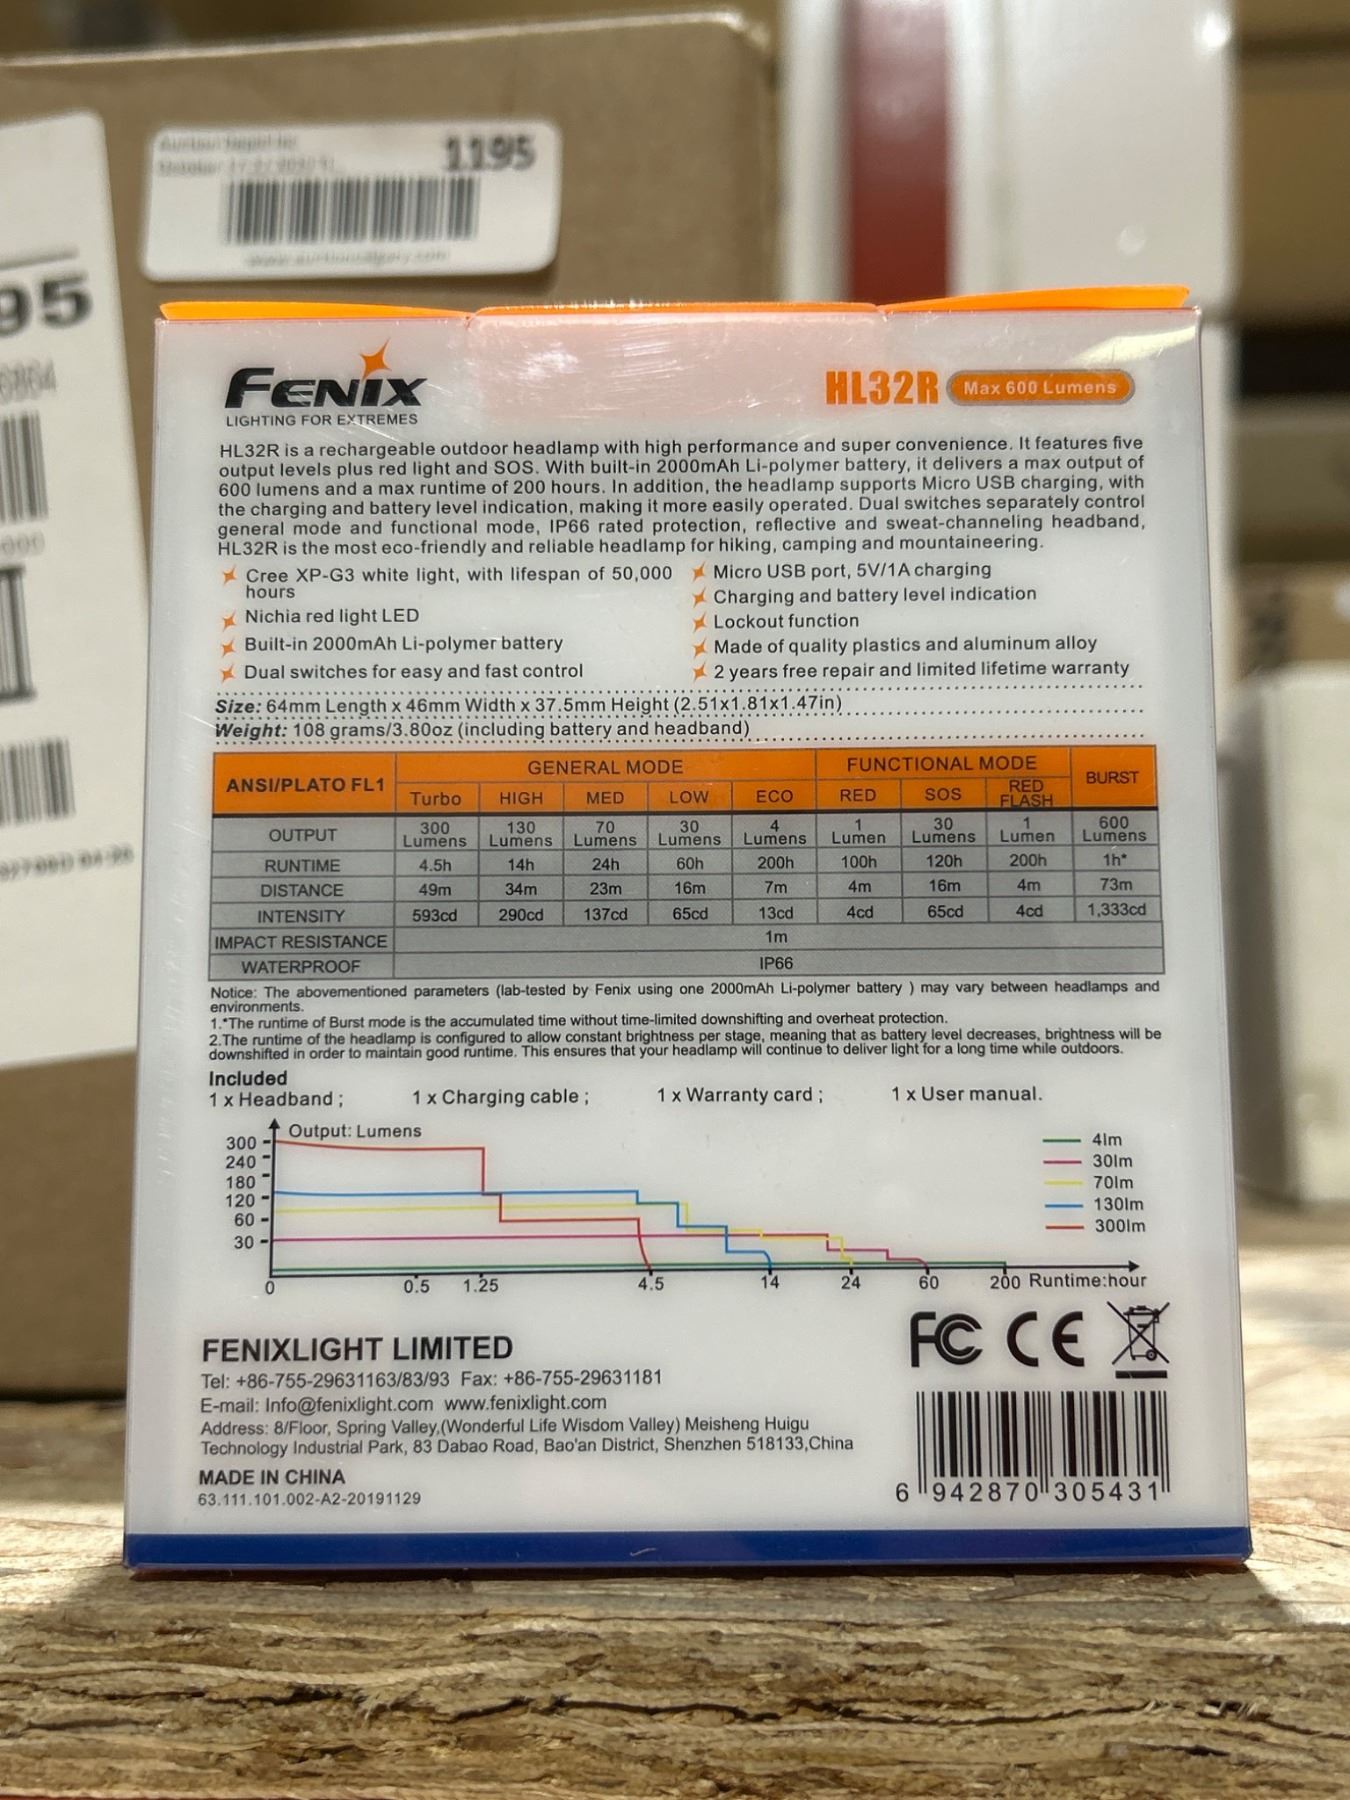 1195
95
FENIX
LIGHTING FOR EXTREMES
HL32R Max 600 Lumens
HL32R is a rechargeable outdoor headlamp with high performance and super convenience. It features five
output levels plus red light and SOS. With built-in 2000mAh Li-polymer battery, it delivers a max output of
600 lumens and a max runtime of 200 hours. In addition, the headlamp supports Micro USB charging, with
the charging and battery level indication, making it more easily operated. Dual switches separately control
general mode and functional mode, IP66 rated protection, reflective and sweat-channeling headband,
HL32R is the most eco-friendly and reliable headlamp for hiking, camping and mountaineering.
Cree XP-G3 white light, with lifespan of 50,000
hours
Nichia red light LED
Built-in 2000mAh Li-polymer battery
Dual switches for easy and fast control
Micro USB port, 5V/1A charging
Charging and battery level indication
Lockout function
Made of quality plastics and aluminum alloy
2 years free repair and limited lifetime warranty
Size: 64mm Length x 46mm Width x 37.5mm Height (2.51x1.81x1.47in)
Weight: 108 grams/3.80oz (including battery and headband)
ANSI/PLATO FL1 GENERAL MODE FUNCTIONAL MODE BURST
Turbo HIGH MED LOW ECO RED SOS RED FLASH
OUTPUT 300 Lumens 130 Lumens 70 Lumens 30 Lumens 4 Lumens 1 Lumen 30 Lumens 1 Lumen 600 Lumens
RUNTIME 4.5h 14h 24h 60h 200h 100h 120h 200h 1h*
DISTANCE 49m 34m 23m 16m 7m 4m 16m 4m 73m
INTENSITY 593cd 290cd 137cd 65cd 13cd 4cd 65cd 4cd 1,333cd
IMPACT RESISTANCE 1m
WATERPROOF IP66
Notice: The abovementioned parameters (lab-tested by Fenix using one 2000mAh Li-polymer battery ) may vary between headlamps and
environments.
1.*The runtime of Burst mode is the accumulated time without time-limited downshifting and overheat protection.
2.The runtime of the headlamp is configured to allow constant brightness per stage, meaning that as battery level decreases, brightness will be
downshifted in order to maintain good runtime. This ensures that your headlamp will continue to deliver light for a long time while outdoors.
Included
1 x Headband ; 1 x Charging cable ; 1 x Warranty card ; 1 x User manual.
Output: Lumens
300
240
180
120
60
30
4lm
30lm
70lm
130lm
300lm
0 0.5 1.25 4.5 14 24 60 200 Runtime:hour
FENIXLIGHT LIMITED
Tel: +86-755-29631163/83/93 Fax: +86-755-29631181
E-mail: Info@fenixlight.com www.fenixlight.com
Address: 8/Floor, Spring Valley,(Wonderful Life Wisdom Valley) Meisheng Huigu
Technology Industrial Park, 83 Dabao Road, Bao'an District, Shenzhen 518133,China
MADE IN CHINA
63.111.101.002-A2-20191129
FC CE
6 942870 305431